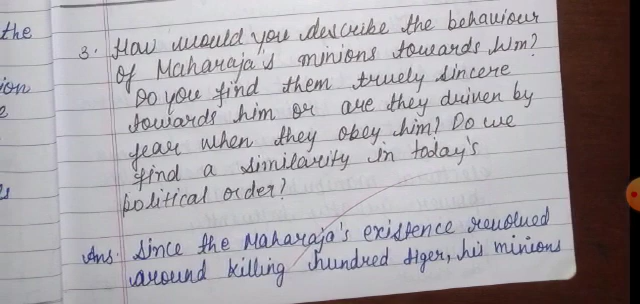 the
ion
3. How would you describe the behaviour
of Maharaja's minions towards him?
Do you find them truely sincere
towards him or are they driven by
fear when they obey him? Do we
find a similarity in today's
political order?
Ans. Since the Maharaja's existence revolved
around killing hundred tiger, his minions